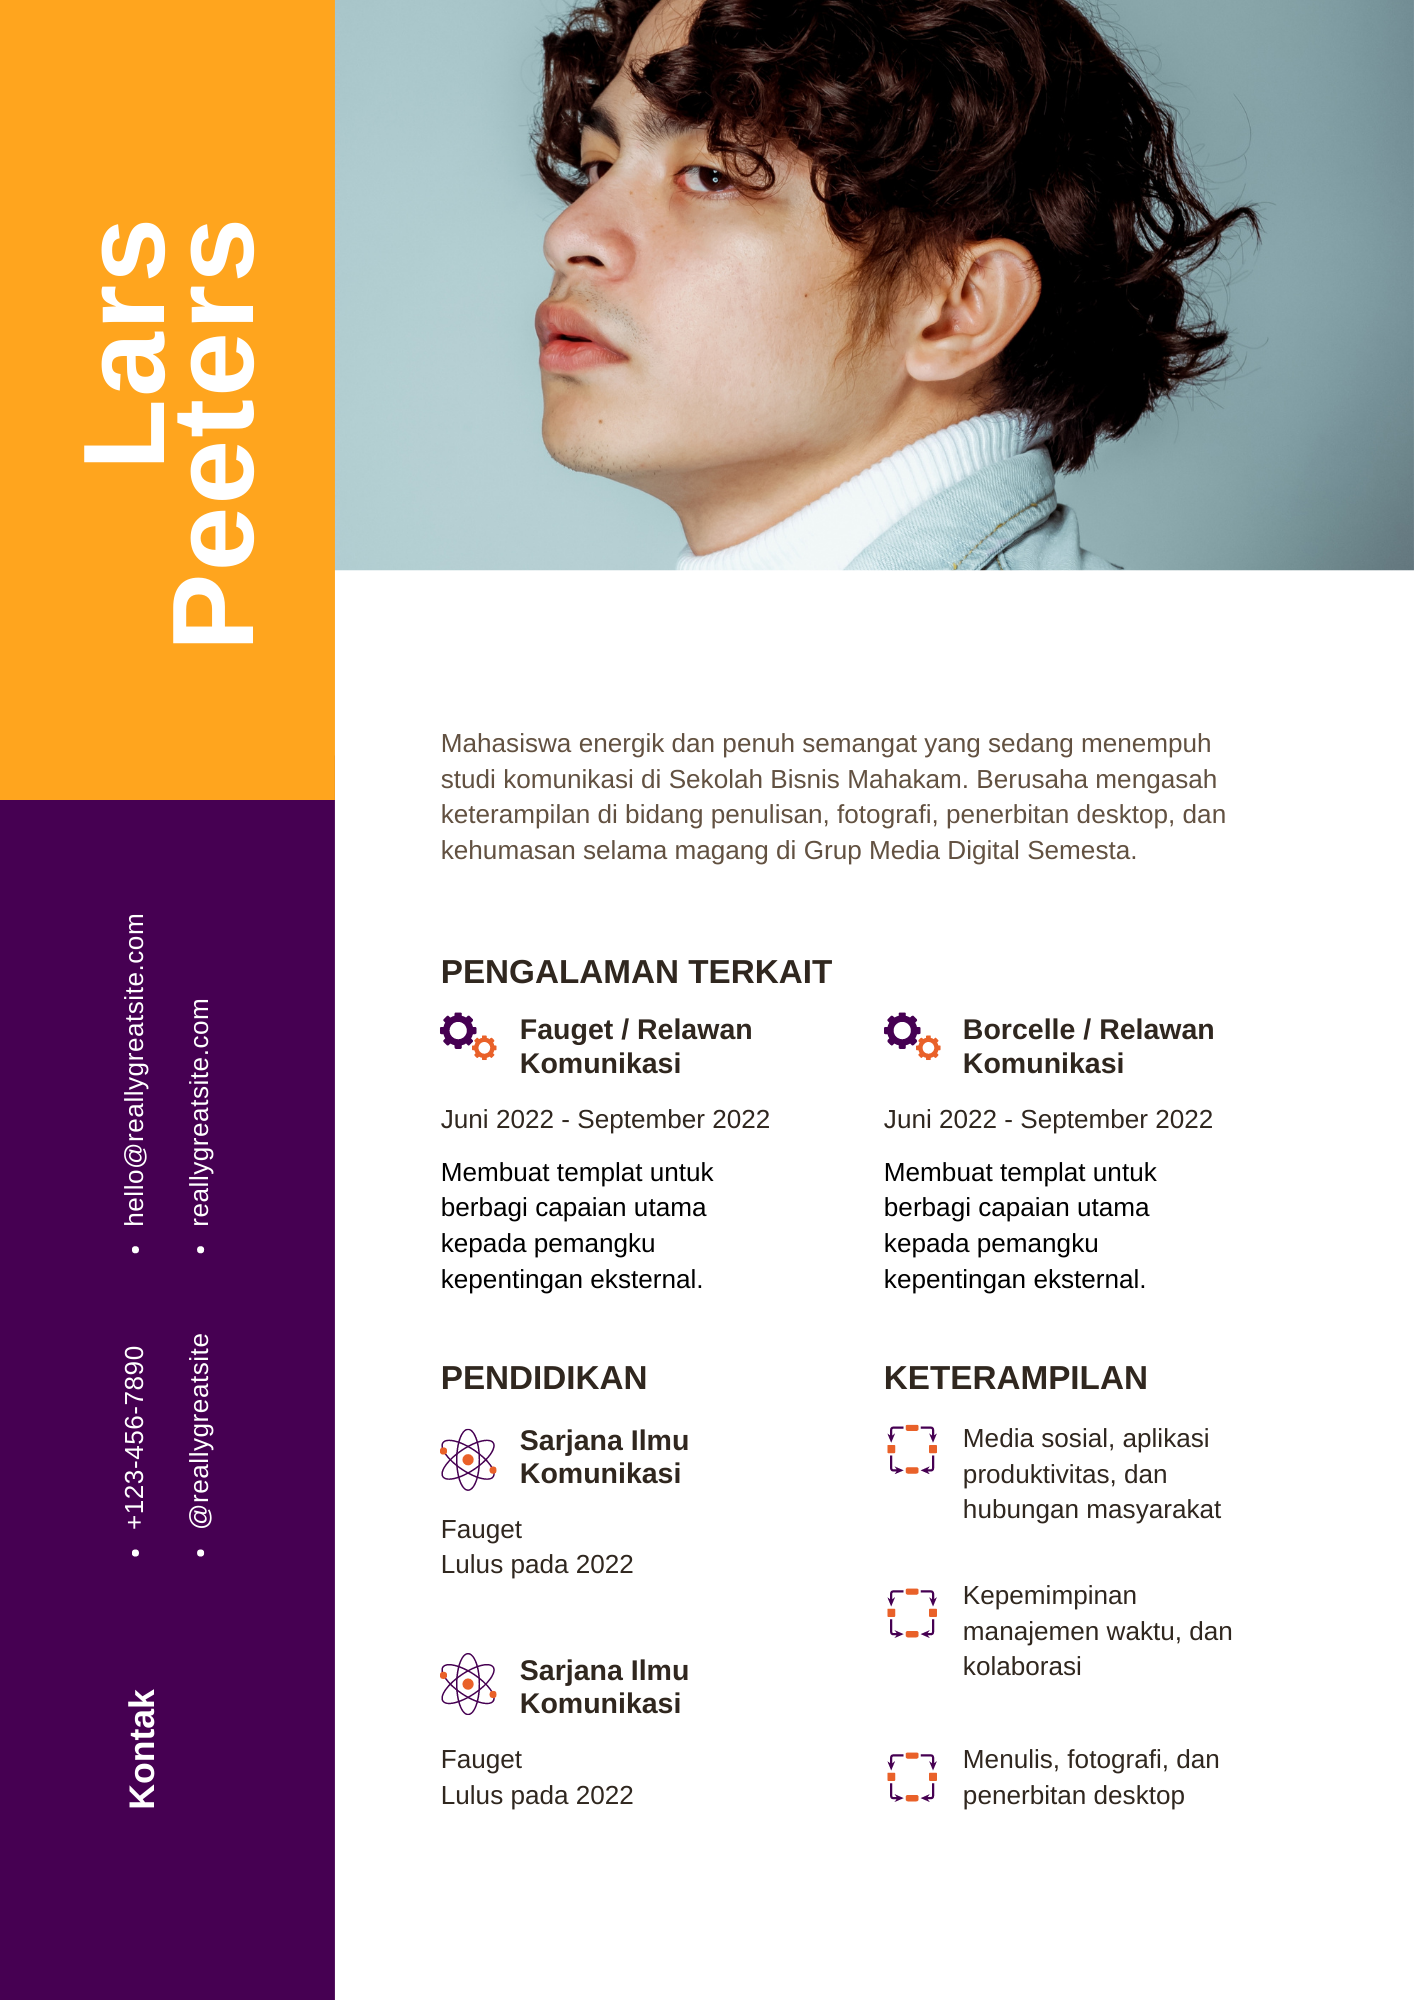 Lars
Peeters
Mahasiswa energik dan penuh semangat yang sedang menempuh
studi komunikasi di Sekolah Bisnis Mahakam. Berusaha mengasah
keterampilan di bidang penulisan, fotografi, penerbitan desktop, dan
kehumasan selama magang di Grup Media Digital Semesta.
PENGALAMAN TERKAIT
Fauget / Relawan
Komunikasi
Juni 2022 - September 2022
Membuat templat untuk
berbagi capaian utama
kepada pemangku
kepentingan eksternal.
Borcelle / Relawan
Komunikasi
Juni 2022 - September 2022
Membuat templat untuk
berbagi capaian utama
kepada pemangku
kepentingan eksternal.
PENDIDIKAN
Sarjana Ilmu
Komunikasi
Fauget
Lulus pada 2022
Sarjana Ilmu
Komunikasi
Fauget
Lulus pada 2022
KETERAMPILAN
Media sosial, aplikasi
produktivitas, dan
hubungan masyarakat
Kepemimpinan
manajemen waktu, dan
kolaborasi
Menulis, fotografi, dan
penerbitan desktop
Kontak
• +123-456-7890
• @reallygreatsite
• hello@reallygreatsite.com
• reallygreatsite.com